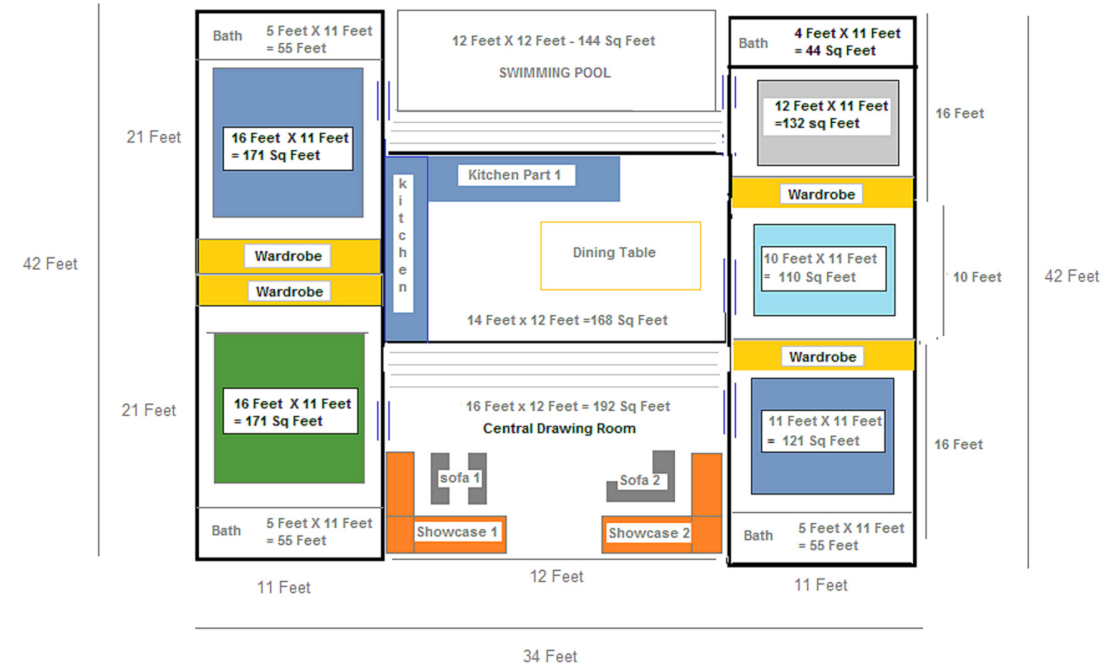 Bath
5 Feet X 11 Feet
= 55 Feet
12 Feet X 12 Feet - 144 Sq Feet
SWIMMING POOL
Bath
4 Feet X 11 Feet
= 44 Sq Feet
21 Feet
16 Feet X 11 Feet
= 171 Sq Feet
12 Feet X 11 Feet
=132 sq Feet
16 Feet
kitchen
Kitchen Part 1
Wardrobe
42 Feet
Wardrobe
Wardrobe
Dining Table
10 Feet X 11 Feet
= 110 Sq Feet
10 Feet
42 Feet
14 Feet x 12 Feet =168 Sq Feet
Wardrobe
21 Feet
16 Feet X 11 Feet
= 171 Sq Feet
16 Feet x 12 Feet = 192 Sq Feet
Central Drawing Room
11 Feet X 11 Feet
= 121 Sq Feet
16 Feet
sofa 1
Sofa 2
Bath
5 Feet X 11 Feet
= 55 Feet
Showcase 1
Showcase 2
Bath
5 Feet X 11 Feet
= 55 Feet
11 Feet
12 Feet
11 Feet
34 Feet